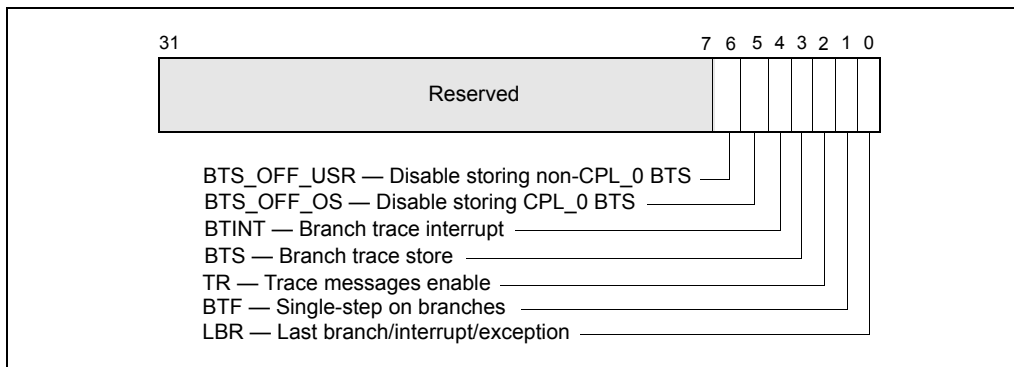 31 7 6 5 4 3 2 1 0
Reserved
BTS_OFF_USR — Disable storing non-CPL_0 BTS
BTS_OFF_OS — Disable storing CPL_0 BTS
BTINT — Branch trace interrupt
BTS — Branch trace store
TR — Trace messages enable
BTF — Single-step on branches
LBR — Last branch/interrupt/exception